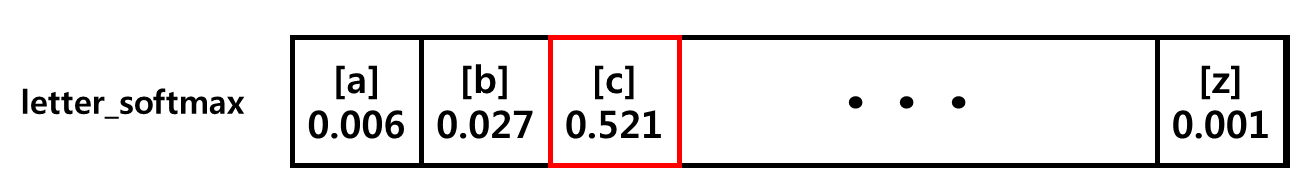 letter_softmax
[a] [b] [c] • • • [z]
0.006 0.027 0.521 0.001